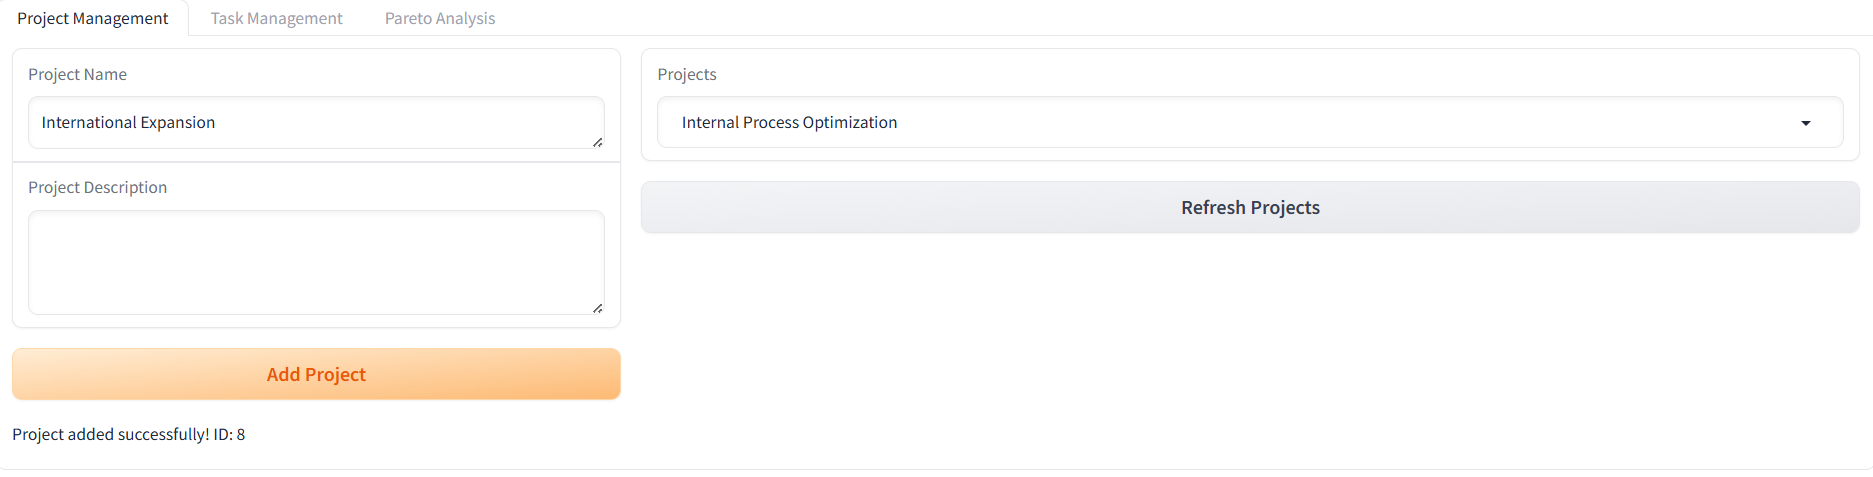 Project Management Task Management Pareto Analysis
Project Name
International Expansion
Project Description
Add Project
Project added successfully! ID: 8
Projects
Internal Process Optimization
Refresh Projects